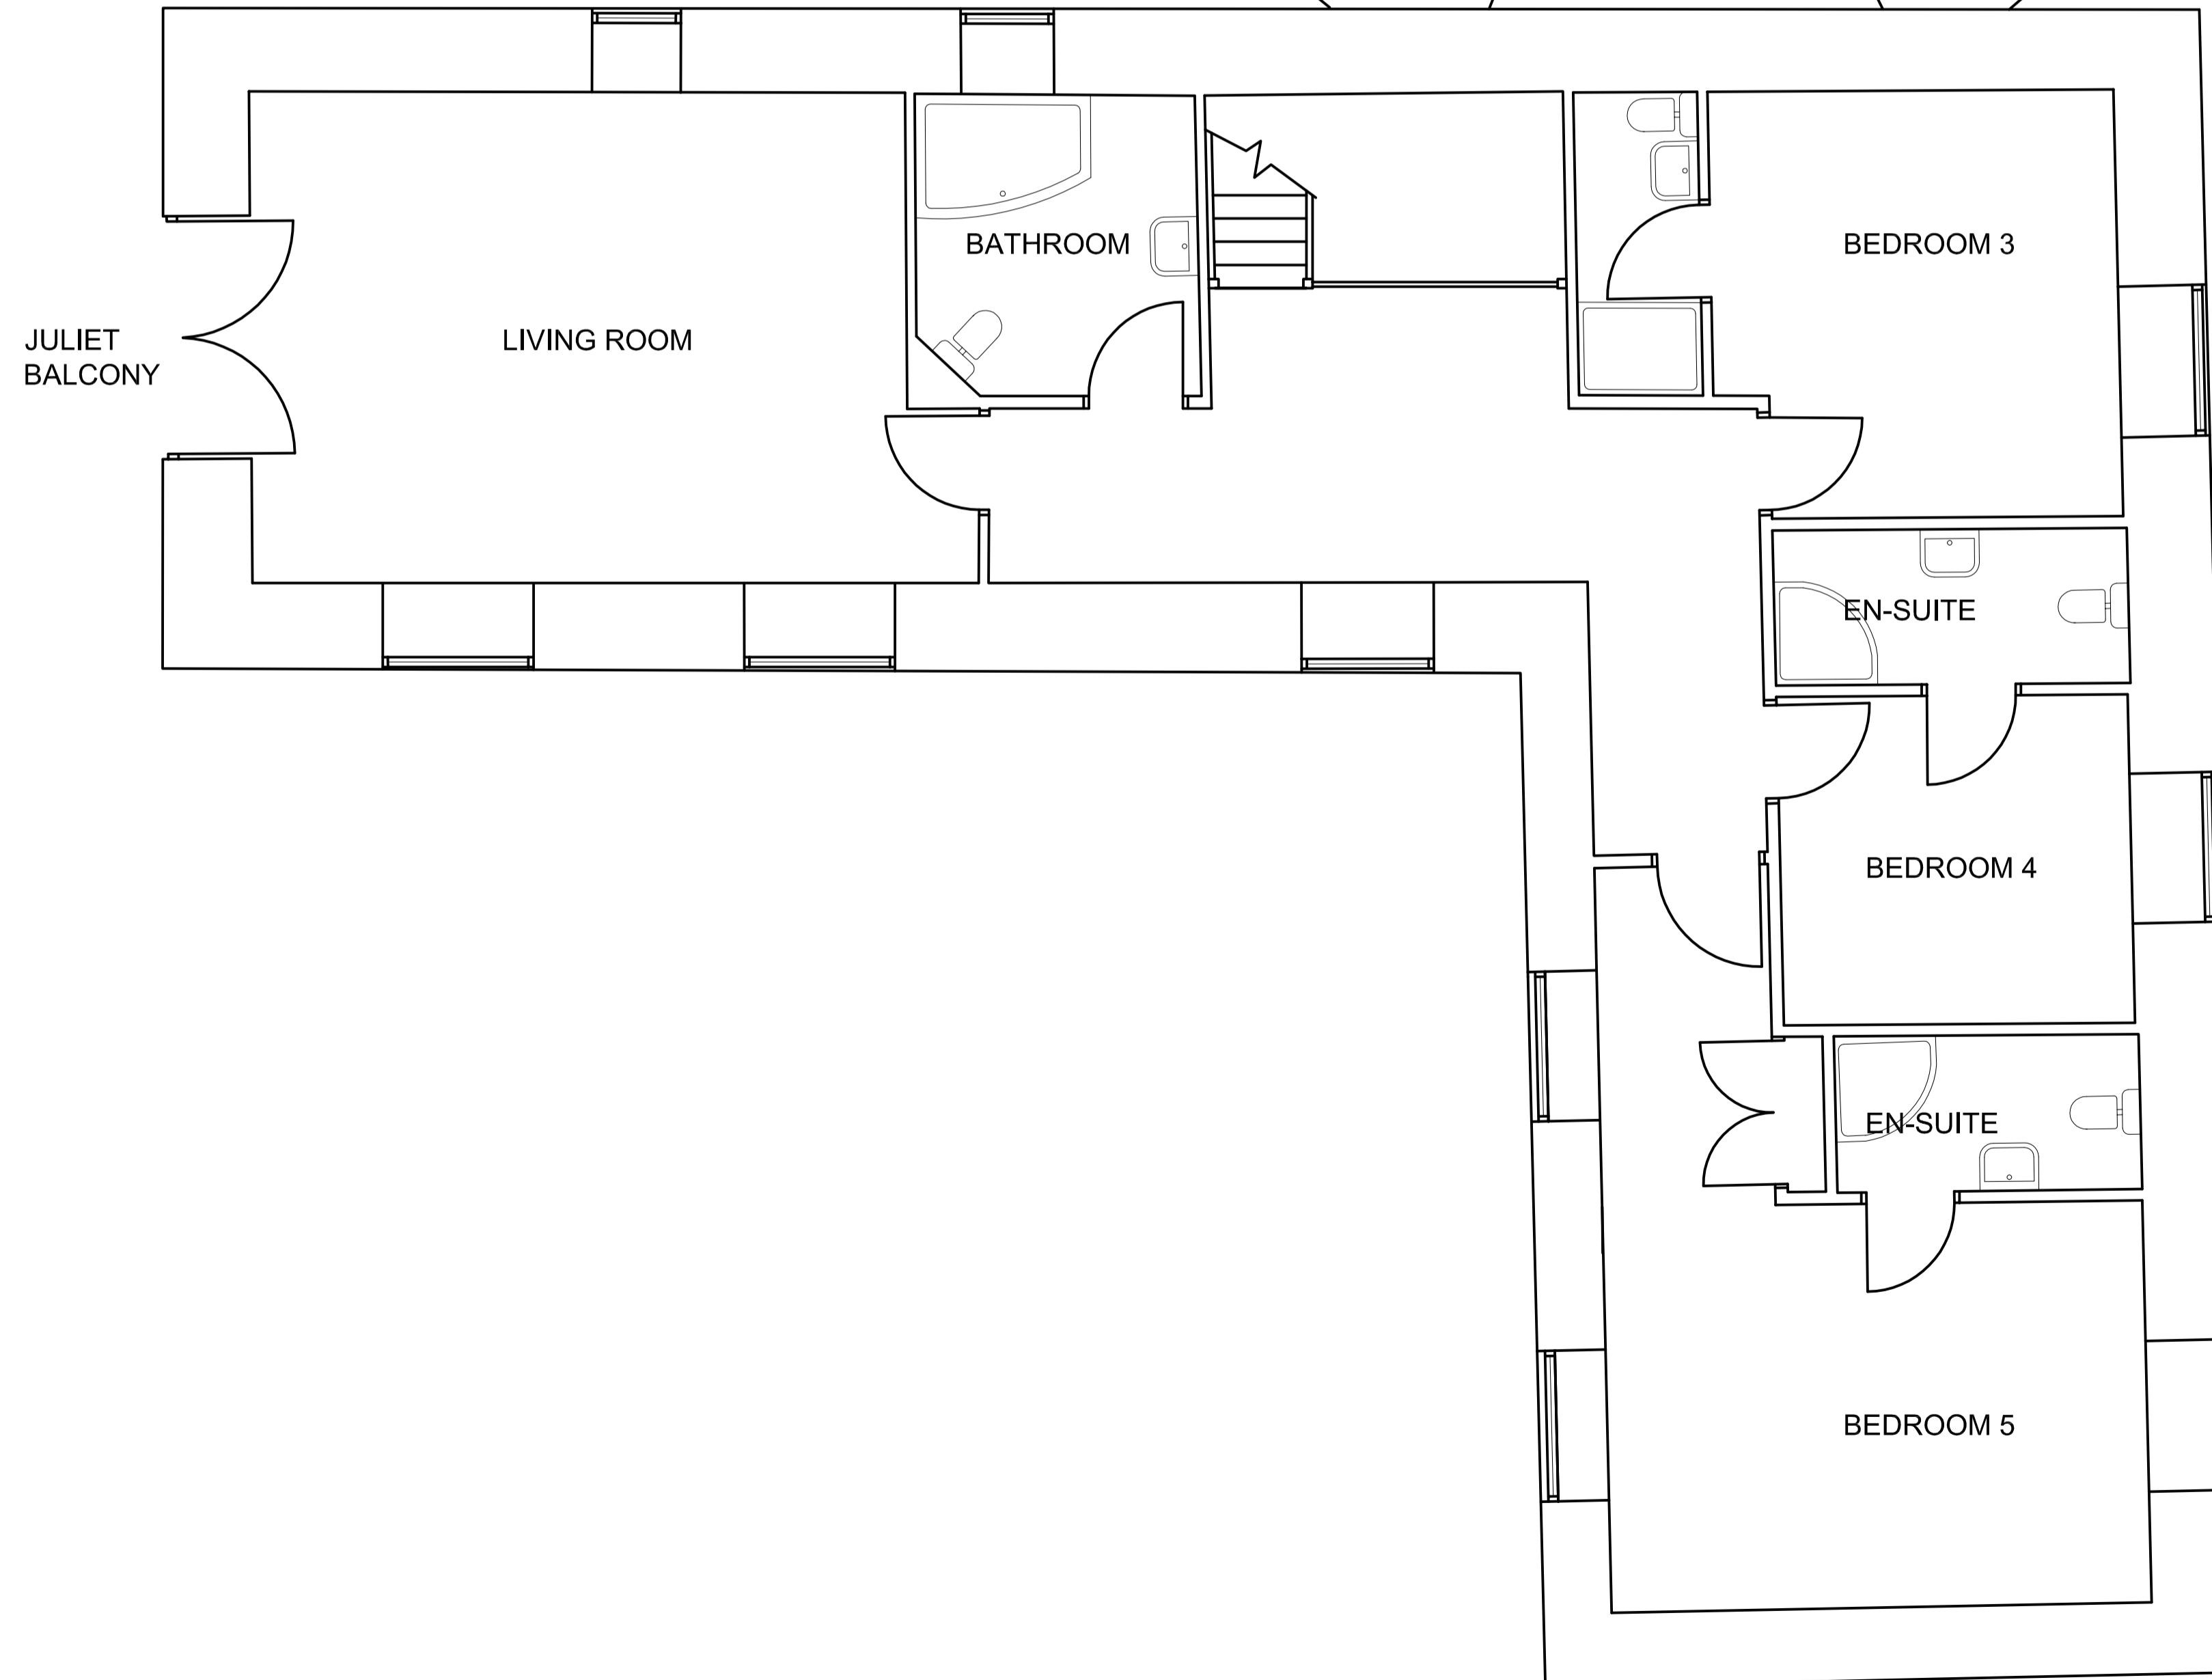 BATHROOM
BEDROOM 3
JULIET
BALCONY
LIVING ROOM
EN-SUITE
BEDROOM 4
EN-SUITE
BEDROOM 5